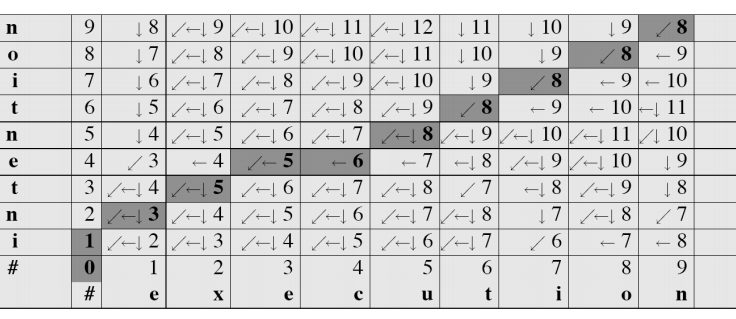 n 9 ↓ 8 ↙←↓ 9 ↙←↓ 10 ↙←↓ 11 ↙←↓ 12 ↓ 11 ↓ 10 ↓ 9 ↙ 8
o 8 ↓ 7 ↙←↓ 8 ↙←↓ 9 ↙←↓ 10 ↙←↓ 11 ↓ 10 ↓ 9 ↙ 8 ← 9
i 7 ↓ 6 ↙←↓ 7 ↙←↓ 8 ↙←↓ 9 ↙←↓ 10 ↓ 9 ↙ 8 ← 9 ← 10
t 6 ↓ 5 ↙←↓ 6 ↙←↓ 7 ↙←↓ 8 ↙←↓ 9 ↙ 8 ← 9 ← 10 ←↓ 11
n 5 ↓ 4 ↙←↓ 5 ↙←↓ 6 ↙←↓ 7 ↙←↓ 8 ↙←↓ 9 ↙←↓ 10 ↙←↓ 11 ↙↓ 10
e 4 ↙ 3 ← 4 ↙← 5 ← 6 ← 7 ←↓ 8 ↙←↓ 9 ↙←↓ 10 ↓ 9
t 3 ↙←↓ 4 ↙←↓ 5 ↙←↓ 6 ↙←↓ 7 ↙←↓ 8 ↙ 7 ←↓ 8 ↙←↓ 9 ↓ 8
n 2 ↙←↓ 3 ↙←↓ 4 ↙←↓ 5 ↙←↓ 6 ↙←↓ 7 ↙←↓ 8 ↓ 7 ↙←↓ 8 ↙ 7
i 1 ↙←↓ 2 ↙←↓ 3 ↙←↓ 4 ↙←↓ 5 ↙←↓ 6 ↙←↓ 7 ↙ 6 ← 7 ← 8
# 0 1 2 3 4 5 6 7 8 9
# e x e c u t i o n